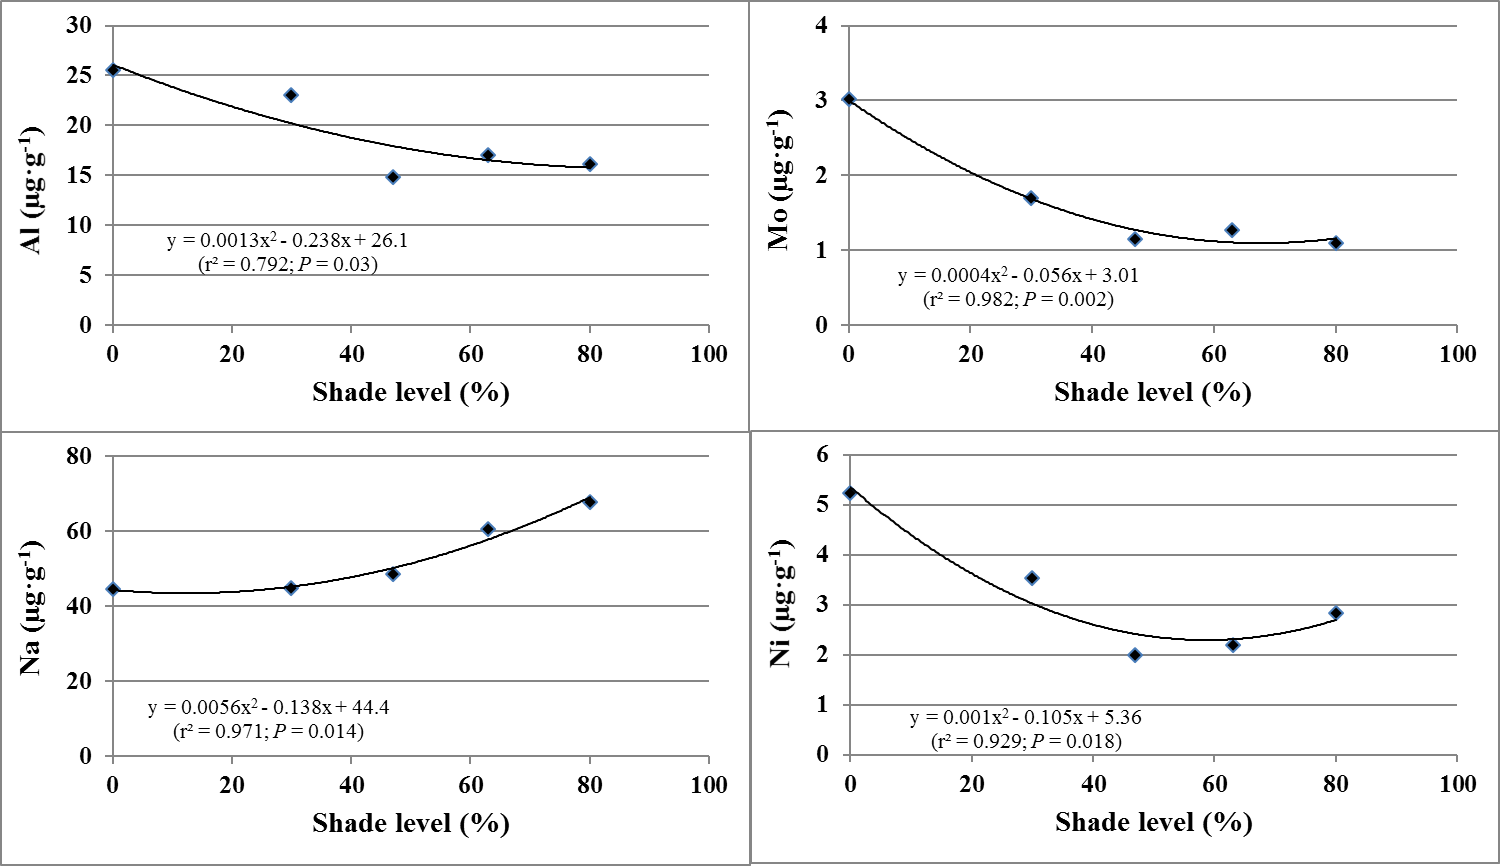 30
25
20
15
10
5
0
Al (µg·g⁻¹)
y = 0.0013x² - 0.238x + 26.1
(r² = 0.792; P = 0.03)
0 20 40 60 80 100
Shade level (%)
4
3
2
1
0
Mo (µg·g⁻¹)
y = 0.0004x² - 0.056x + 3.01
(r² = 0.982; P = 0.002)
0 20 40 60 80 100
Shade level (%)
80
60
40
20
0
Na (µg·g⁻¹)
y = 0.0056x² - 0.138x + 44.4
(r² = 0.971; P = 0.014)
0 20 40 60 80 100
Shade level (%)
6
5
4
3
2
1
0
Ni (µg·g⁻¹)
y = 0.001x² - 0.105x + 5.36
(r² = 0.929; P = 0.018)
0 20 40 60 80 100
Shade level (%)